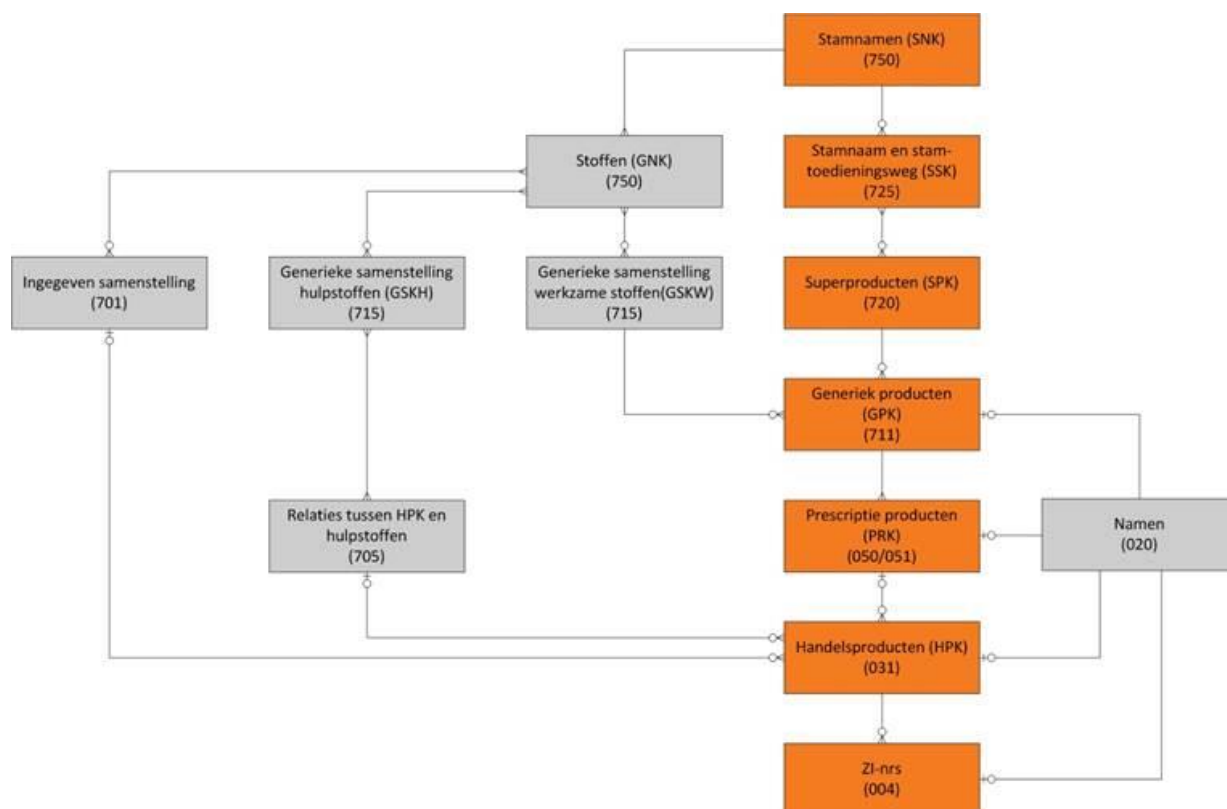 Stamnamen (SNK)
(750)
Stoffen (GNK)
(750)
Stamnaam en stam-
toedieningsweg (SSK)
(725)
Ingegeven samenstelling
(701)
Generieke samenstelling
hulpstoffen (GSKH)
(715)
Generieke samenstelling
werkzame stoffen(GSKW)
(715)
Superproducten (SPK)
(720)
Generiek producten
(GPK)
(711)
Relaties tussen HPK en
hulpstoffen
(705)
Prescriptie producten
(PRK)
(050/051)
Namen
(020)
Handelsproducten (HPK)
(031)
ZI-nrs
(004)